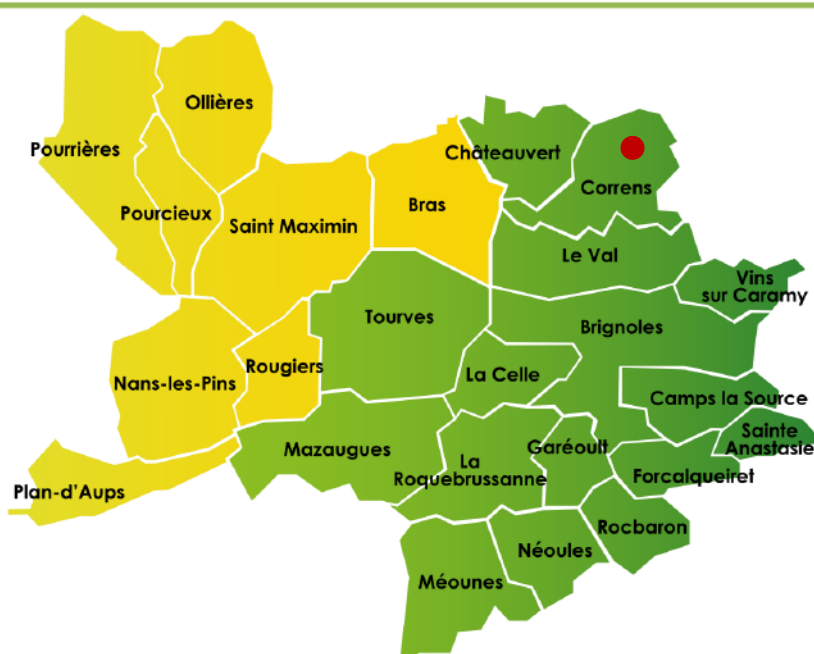 Ollières
Pourrières
Châteauvert
Correns
Pourcieux
Bras
Saint Maximin
Le Val
Vins
sur Caramy
Tourves
Brignoles
Rougiers
La Celle
Nans-les-Pins
Camps la Source
Sainte
Anastasie
Mazaugues
Garéoult
La
Roquebrussanne
Forcalqueiret
Plan-d'Aups
Rocbaron
Néoules
Méounes